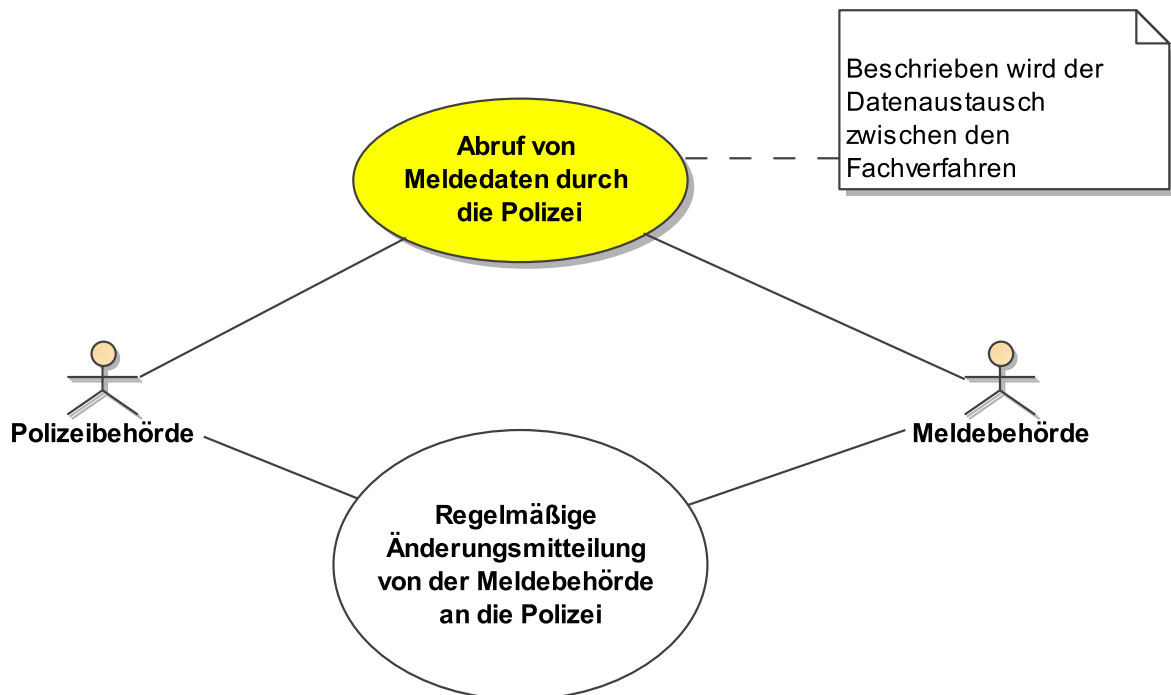 Beschrieben wird der
Datenaustausch
zwischen den
Fachverfahren
Abruf von
Meldedaten durch
die Polizei
Polizeibehörde
Meldebehörde
Regelmäßige
Änderungsmitteilung
von der Meldebehörde
an die Polizei